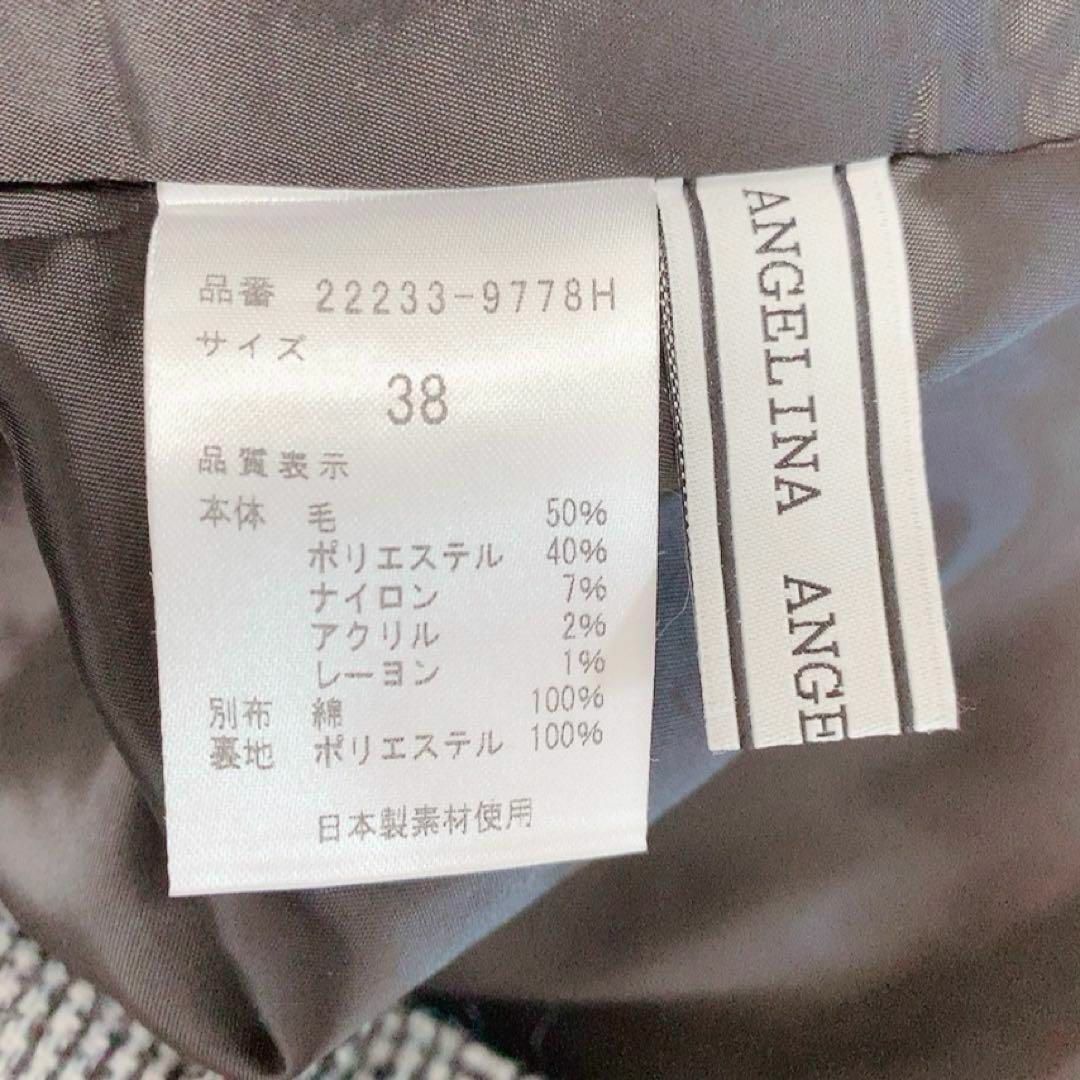 品番 22233-9778H
サイズ
38
品質表示
本体 毛 50%
ポリエステル 40%
ナイロン 7%
アクリル 2%
レーヨン 1%
別布 綿 100%
裏地 ポリエステル 100%
日本製素材使用
ANGELINA ANGE